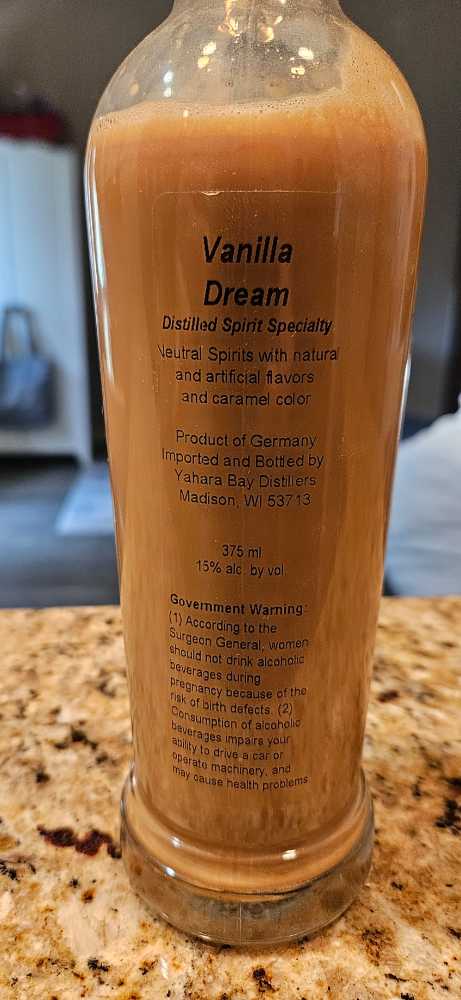 Vanilla
Dream
Distilled Spirit Specialty
Neutral Spirits with natural
and artificial flavors
and caramel color
Product of Germany
Imported and Bottled by
Yahara Bay Distillers
Madison, WI 53713
375 ml
15% alc. by vol.
Government Warning:
(1) According to the
Surgeon General, women
should not drink alcoholic
beverages during
pregnancy because of the
risk of birth defects. (2)
Consumption of alcoholic
beverages impairs your
ability to drive a car or
operate machinery, and
may cause health problems